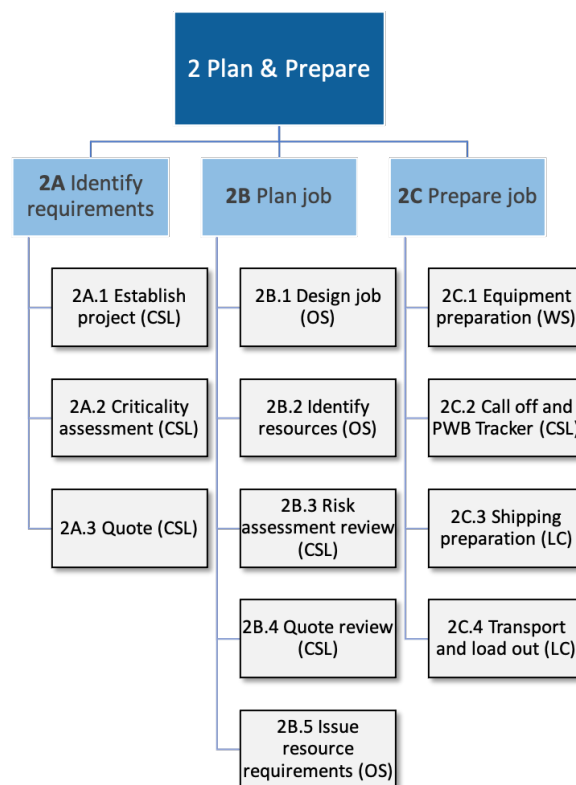 2 Plan & Prepare
2A Identify
requirements
2B Plan job
2C Prepare job
2A.1 Establish
project (CSL)
2A.2 Criticality
assessment (CSL)
2A.3 Quote (CSL)
2B.1 Design job
(OS)
2B.2 Identify
resources (OS)
2B.3 Risk
assessment review
(CSL)
2B.4 Quote review
(CSL)
2B.5 Issue
resource
requirements (OS)
2C.1 Equipment
preparation (WS)
2C.2 Call off and
PWB Tracker (CSL)
2C.3 Shipping
preparation (LC)
2C.4 Transport
and load out (LC)